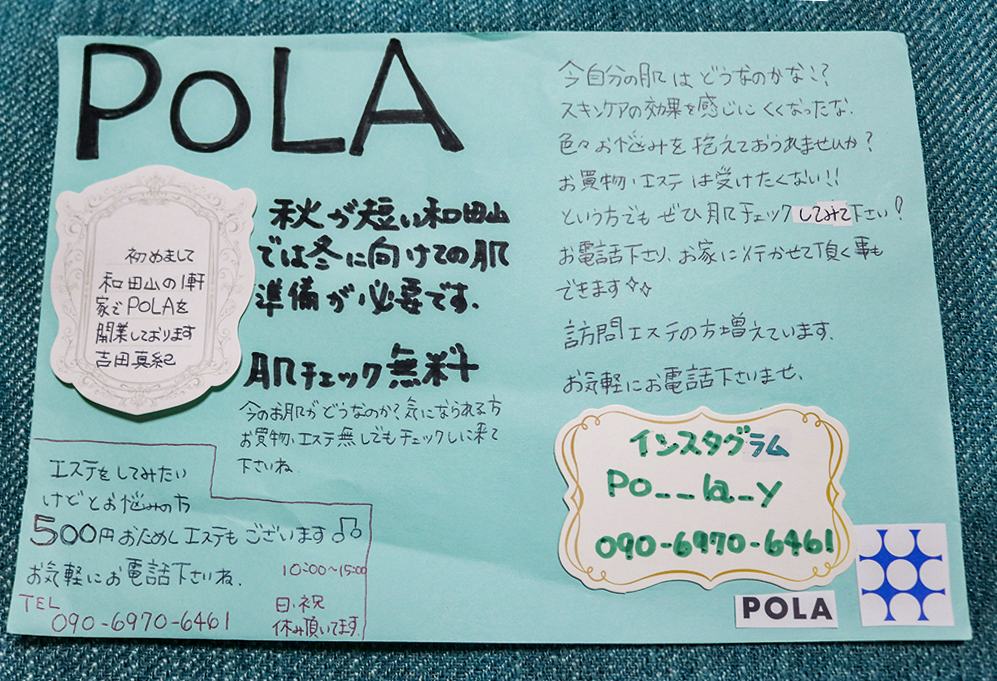 POLA
初めまして
和田山の1軒
家でPOLAを
開業しております
吉田真紀
秋が短い和田山
では冬に向けての肌
準備が必要です.
肌チェック無料
今のお肌がどうなのか?気になられる方
お買物、エステ無しでもチェックしに来て
下さいね.
エステをしてみたい
けどとお悩みの方
500円おためしエステもございます♫
お気軽にお電話下さいね.
10:00~15:00
TEL
090-6970-6461
日・祝
休み頂いてます.
今自分の肌はどうなのかな!?
スキンケアの効果を感じにくくなったな.
色々お悩みを抱えておられませんか?
お買物、エステは受けたくない!!
という方でもぜひ肌チェックしてみて下さい!
お電話下さり、お家に行かせて頂く事も
できます✧✧
訪問エステの方増えています.
お気軽にお電話下さいませ.
インスタグラム
Po__la_y
090-6970-6461
POLA